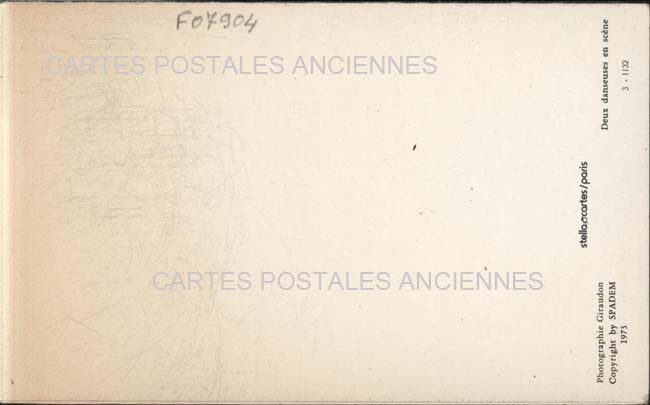 F07904
CARTES POSTALES ANCIENNES
CARTES POSTALES ANCIENNES
Deux danseuses en scène
3 - 1132
stella cartes/paris
Photographie Giraudon
Copyright by SPADEM
1973